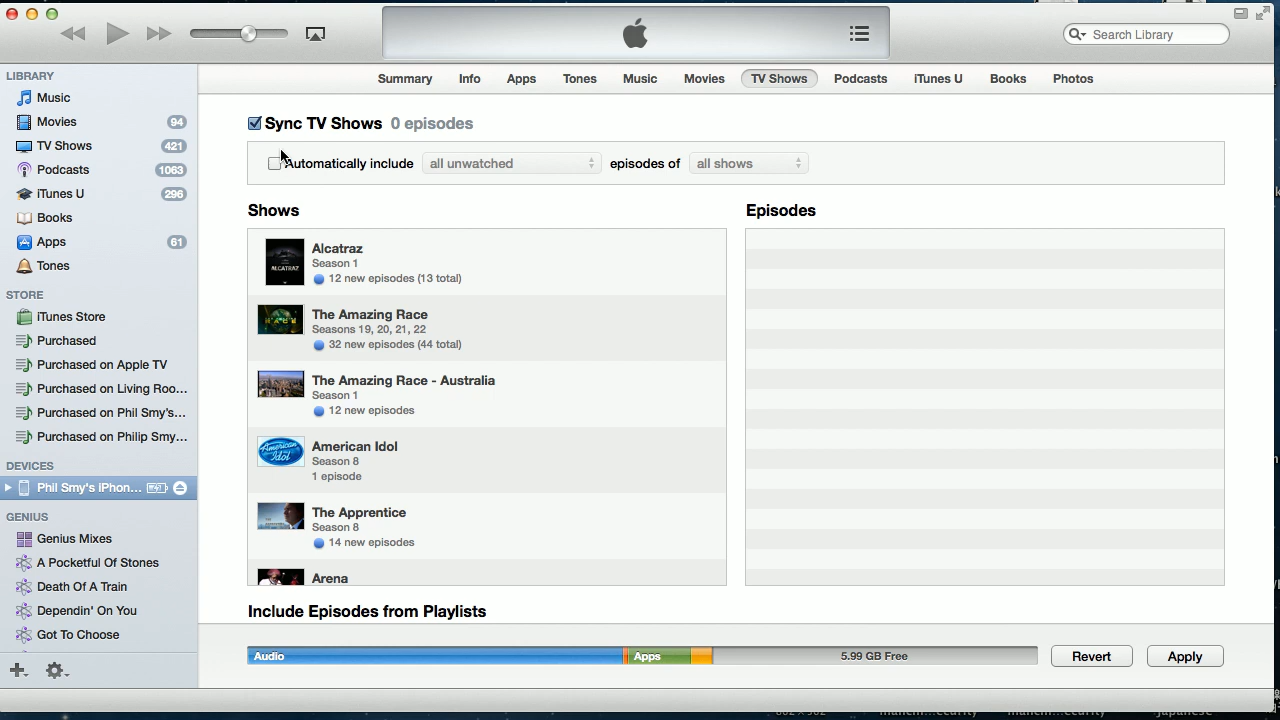 Search Library
LIBRARY
Music
Movies 94
TV Shows 421
Podcasts 1063
iTunes U 296
Books
Apps 61
Tones
STORE
iTunes Store
Purchased
Purchased on Apple TV
Purchased on Living Roo...
Purchased on Phil Smy's...
Purchased on Philip Smy...
DEVICES
Phil Smy's iPhon...
GENIUS
Genius Mixes
A Pocketful Of Stones
Death Of A Train
Dependin' On You
Got To Choose
Summary Info Apps Tones Music Movies TV Shows Podcasts iTunes U Books Photos
Sync TV Shows 0 episodes
Automatically include all unwatched episodes of all shows
Shows
Alcatraz
Season 1
12 new episodes (13 total)
The Amazing Race
Seasons 19, 20, 21, 22
32 new episodes (44 total)
The Amazing Race - Australia
Season 1
12 new episodes
American Idol
Season 8
1 episode
The Apprentice
Season 8
14 new episodes
Arena
Episodes
Include Episodes from Playlists
Audio Apps 5.99 GB Free
Revert Apply